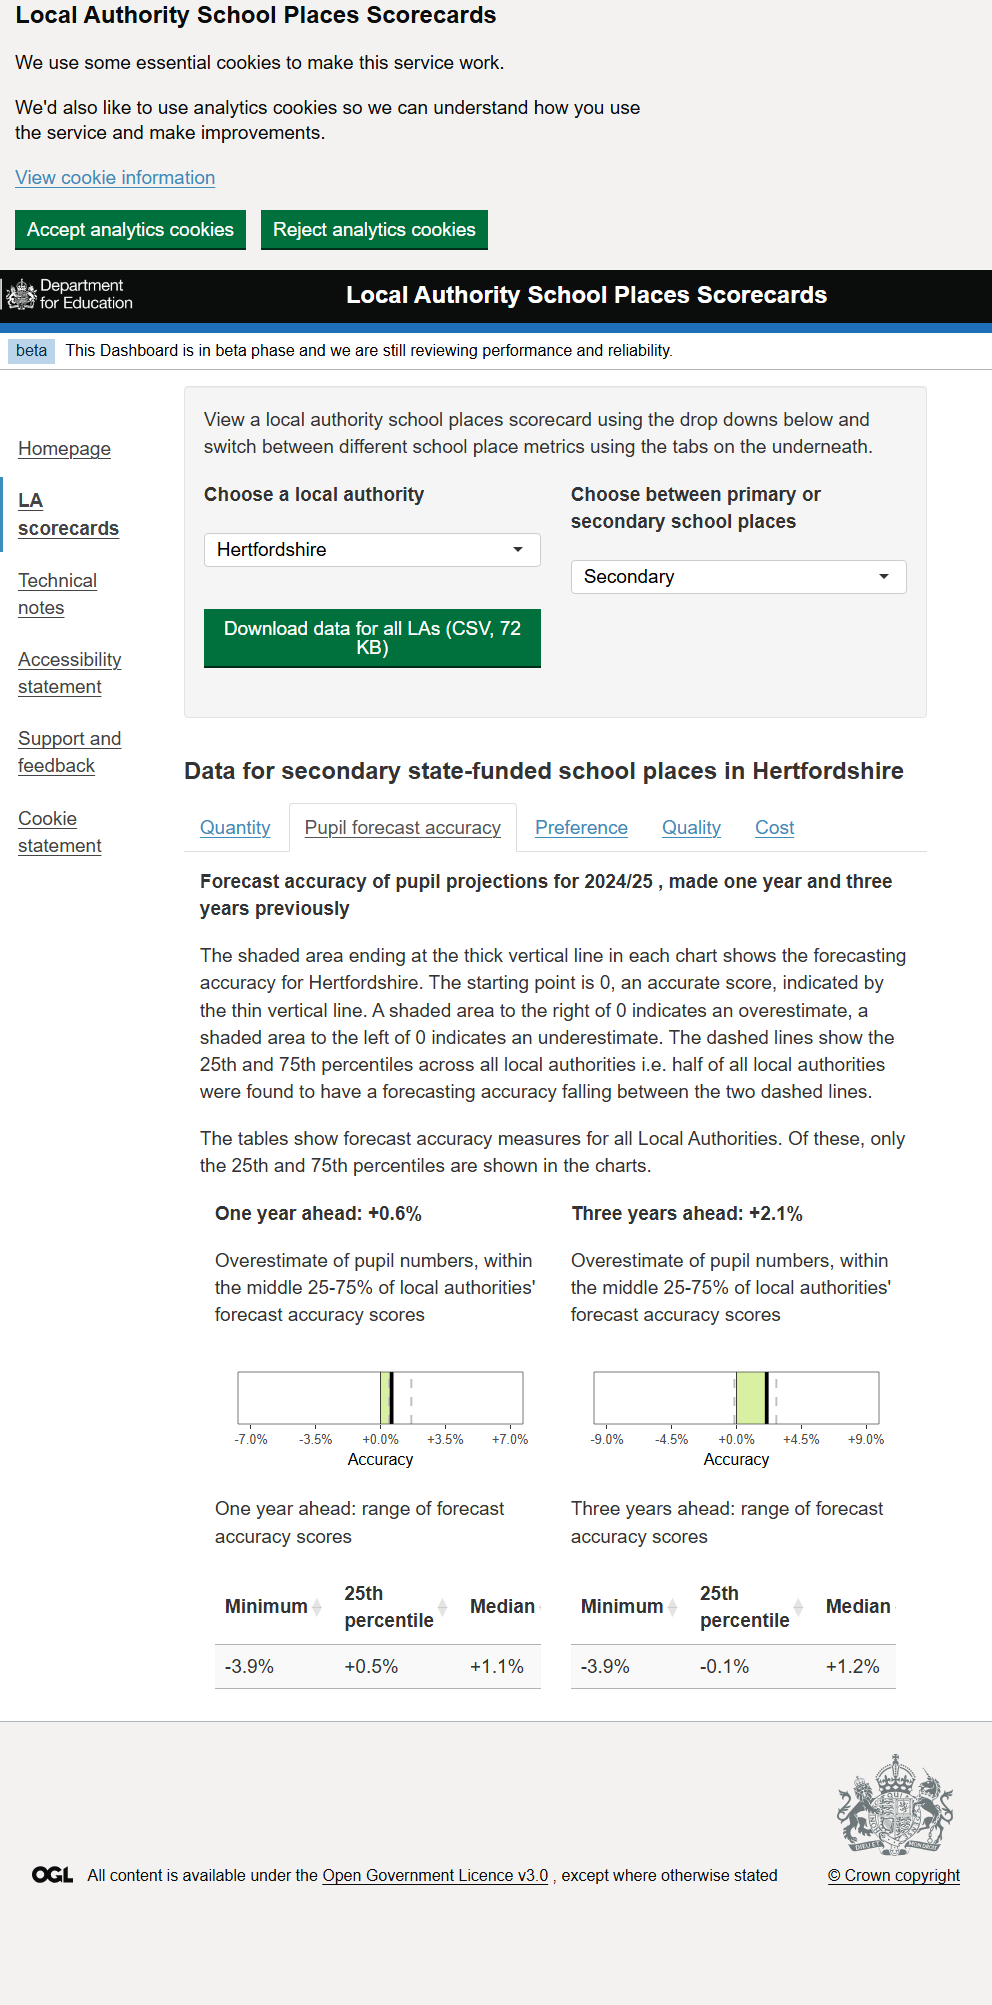 Local Authority School Places Scorecards
We use some essential cookies to make this service work.
We'd also like to use analytics cookies so we can understand how you use
the service and make improvements.
View cookie information
Accept analytics cookies Reject analytics cookies
Department
for Education
Local Authority School Places Scorecards
beta This Dashboard is in beta phase and we are still reviewing performance and reliability.
Homepage
LA
scorecards
Technical
notes
Accessibility
statement
Support and
feedback
Cookie
statement
View a local authority school places scorecard using the drop downs below and
switch between different school place metrics using the tabs on the underneath.
Choose a local authority
Hertfordshire
Download data for all LAs (CSV, 72
KB)
Choose between primary or
secondary school places
Secondary
Data for secondary state-funded school places in Hertfordshire
Quantity Pupil forecast accuracy Preference Quality Cost
Forecast accuracy of pupil projections for 2024/25 , made one year and three
years previously
The shaded area ending at the thick vertical line in each chart shows the forecasting
accuracy for Hertfordshire. The starting point is 0, an accurate score, indicated by
the thin vertical line. A shaded area to the right of 0 indicates an overestimate, a
shaded area to the left of 0 indicates an underestimate. The dashed lines show the
25th and 75th percentiles across all local authorities i.e. half of all local authorities
were found to have a forecasting accuracy falling between the two dashed lines.
The tables show forecast accuracy measures for all Local Authorities. Of these, only
the 25th and 75th percentiles are shown in the charts.
One year ahead: +0.6%
Overestimate of pupil numbers, within
the middle 25-75% of local authorities'
forecast accuracy scores
-7.0% -3.5% +0.0% +3.5% +7.0%
Accuracy
One year ahead: range of forecast
accuracy scores
Minimum 25th percentile Median
-3.9% +0.5% +1.1%
Three years ahead: +2.1%
Overestimate of pupil numbers, within
the middle 25-75% of local authorities'
forecast accuracy scores
-9.0% -4.5% +0.0% +4.5% +9.0%
Accuracy
Three years ahead: range of forecast
accuracy scores
Minimum 25th percentile Median
-3.9% -0.1% +1.2%
OGL All content is available under the Open Government Licence v3.0 , except where otherwise stated
© Crown copyright